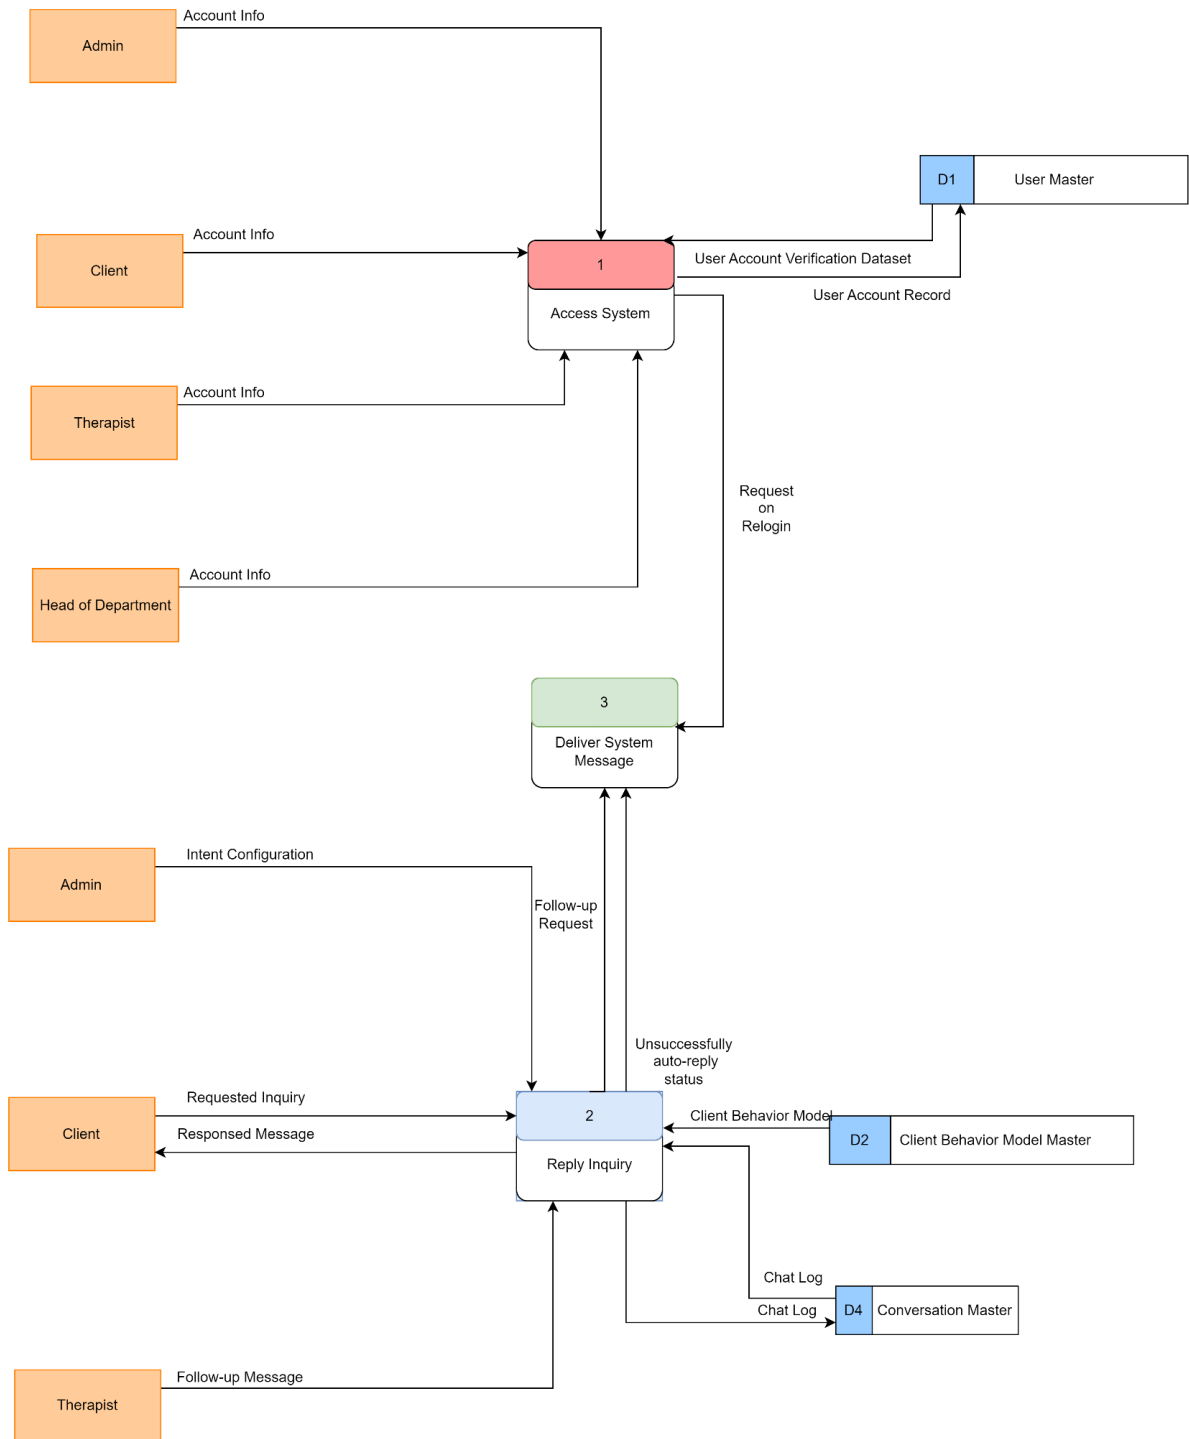 Account Info
Admin
D1
User Master
Account Info
Client
1
User Account Verification Dataset
User Account Record
Access System
Account Info
Therapist
Request
on
Relogin
Account Info
Head of Department
3
Deliver System
Message
Intent Configuration
Admin
Follow-up
Request
Unsuccessfully
auto-reply
status
Requested Inquiry
Client
Responsed Message
2
Client Behavior Model
D2
Client Behavior Model Master
Reply Inquiry
Chat Log
Chat Log
D4
Conversation Master
Follow-up Message
Therapist